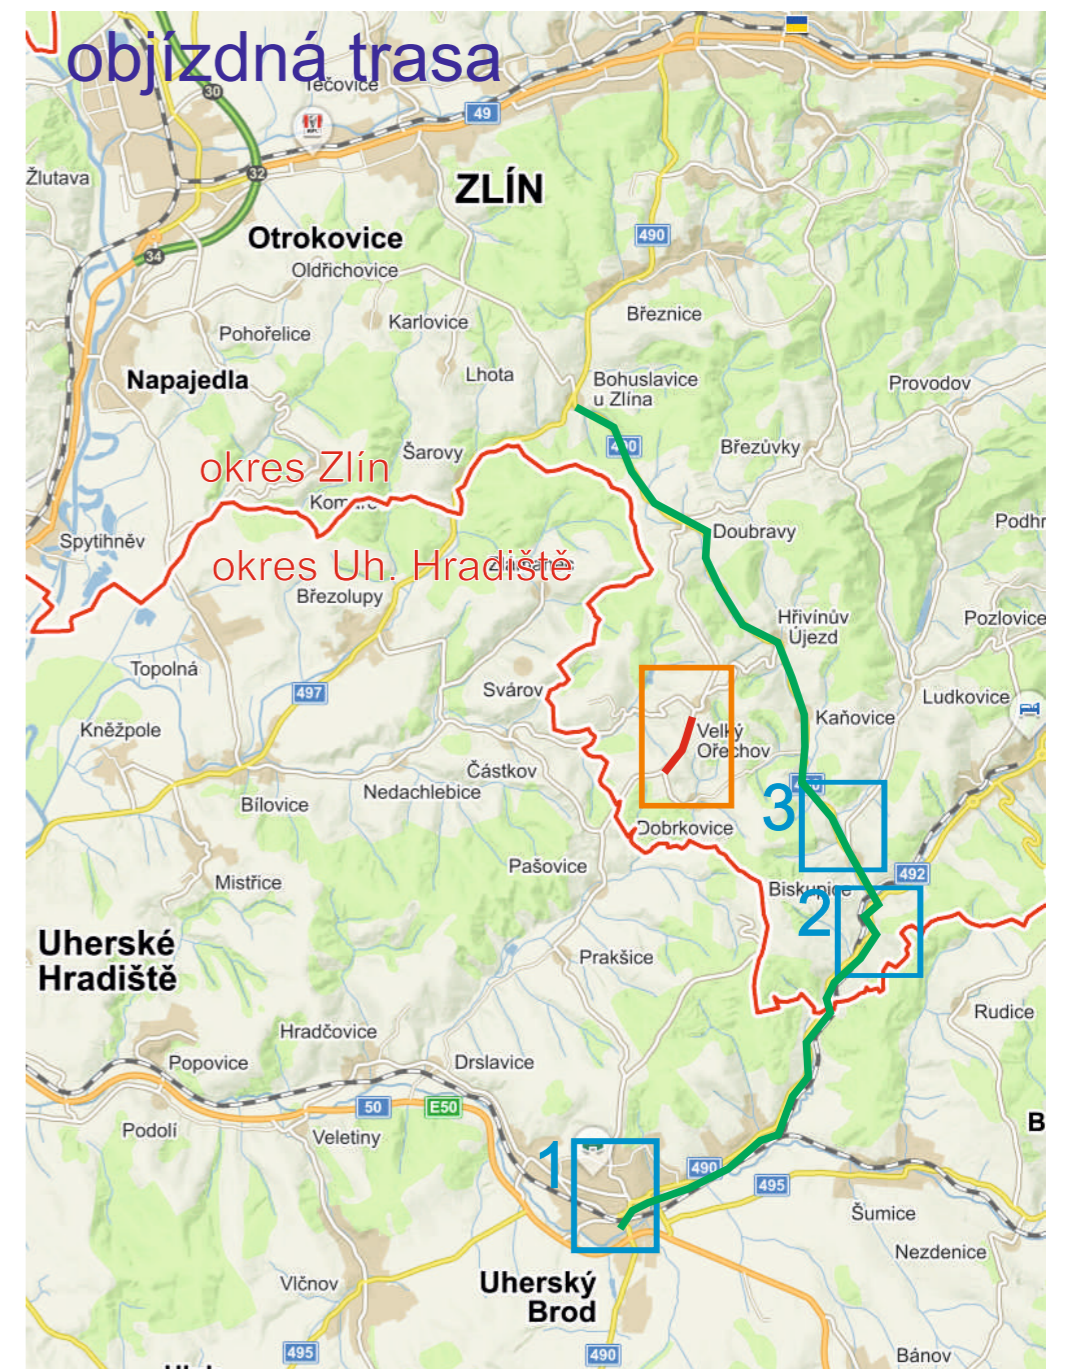 objízdná trasa
30
Tečovice
49
32
Žlutava
ZLÍN
490
Otrokovice
34
Oldřichovice
Březnice
Karlovice
Pohořelice
Napajedla
Lhota
Bohuslavice
u Zlína
Provodov
490
Šarovy
Březůvky
okres Zlín
Spytihněv
Doubravy
Podhr
okres Uh. Hradiště
Březolupy
Hřivínův
Újezd
Pozlovice
Topolná
497
Svárov
Ludkovice
Kněžpole
Velký
Ořechov
Kaňovice
Částkov
Nedachlebice
Bílovice
3
Dobrkovice
Pašovice
492
Mistřice
Biskupice
2
Uherské
Hradiště
Prakšice
Rudice
Hradčovice
Popovice
Drslavice
50
E50
B
Podolí
Veletiny
1
490
495
Šumice
Nezdenice
Vlčnov
Uherský
Brod
495
490
Bánov